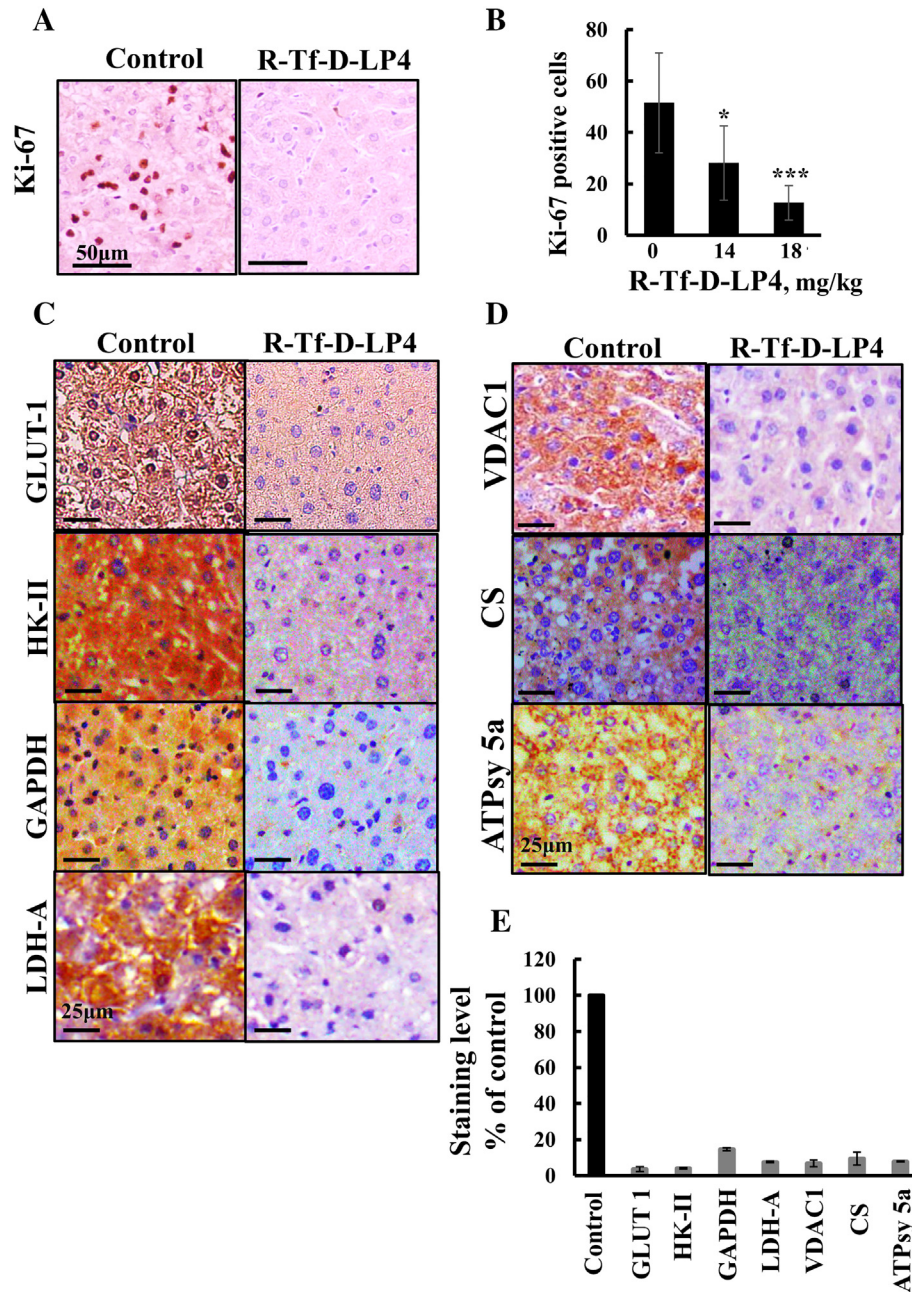 A
Control
R-Tf-D-LP4
Ki-67
50μm
B
Ki-67 positive cells
80
60
40
20
0
*
***
0 14 18
R-Tf-D-LP4, mg/kg
C
Control
R-Tf-D-LP4
GLUT-1
HK-II
GAPDH
LDH-A
25μm
D
Control
R-Tf-D-LP4
VDAC1
CS
ATPsy 5a
25μm
E
Staining level
% of control
120
100
80
60
40
20
0
Control
GLUT 1
HK-II
GAPDH
LDH-A
VDAC1
CS
ATPsy 5a